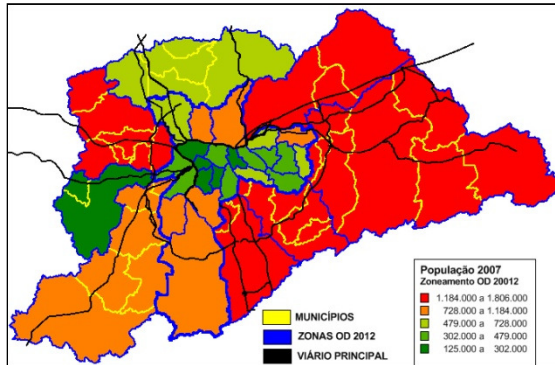 População 2007
Zoneamento OD 20012
1.184.000 a 1.806.000
728.000 a 1.184.000
479.000 a 728.000
302.000 a 479.000
125.000 a 302.000
MUNICÍPIOS
ZONAS OD 2012
VIÁRIO PRINCIPAL